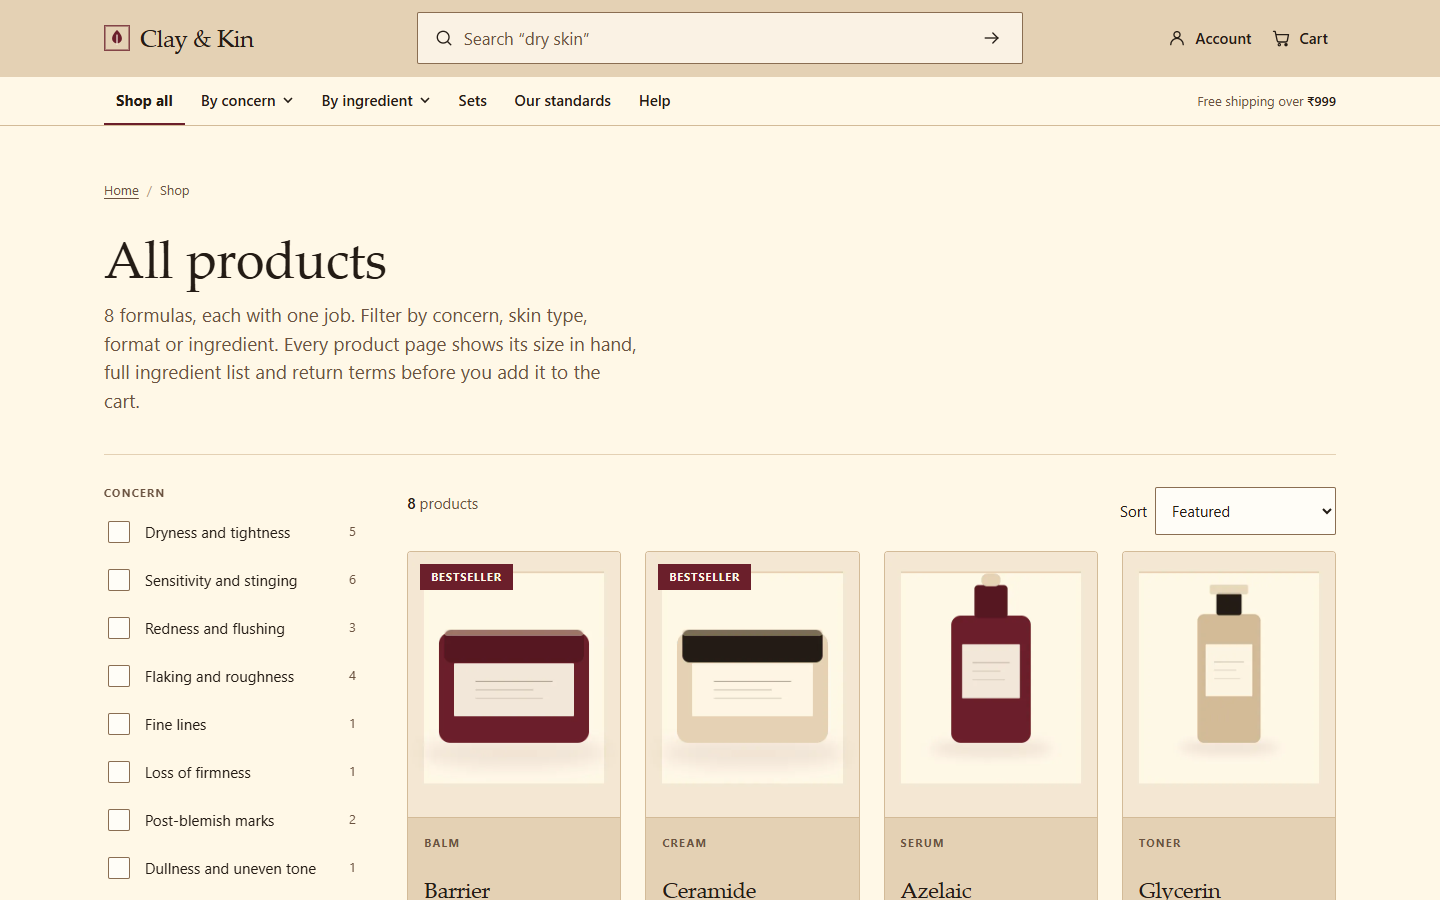 Clay & Kin
Search “dry skin”
Account
Cart
Shop all
By concern
By ingredient
Sets
Our standards
Help
Free shipping over ₹999
Home / Shop
All products
8 formulas, each with one job. Filter by concern, skin type,
format or ingredient. Every product page shows its size in hand,
full ingredient list and return terms before you add it to the
cart.
CONCERN
Dryness and tightness 5
Sensitivity and stinging 6
Redness and flushing 3
Flaking and roughness 4
Fine lines 1
Loss of firmness 1
Post-blemish marks 2
Dullness and uneven tone 1
8 products
Sort
Featured
BESTSELLER
BALM
Barrier
BESTSELLER
CREAM
Ceramide
SERUM
Azelaic
TONER
Glycerin